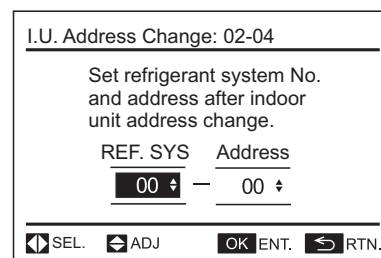 I.U. Address Change: 02-04
Set refrigerant system No.
and address after indoor
unit address change.
REF. SYS Address
00 – 00
SEL. ADJ OK ENT. RTN.